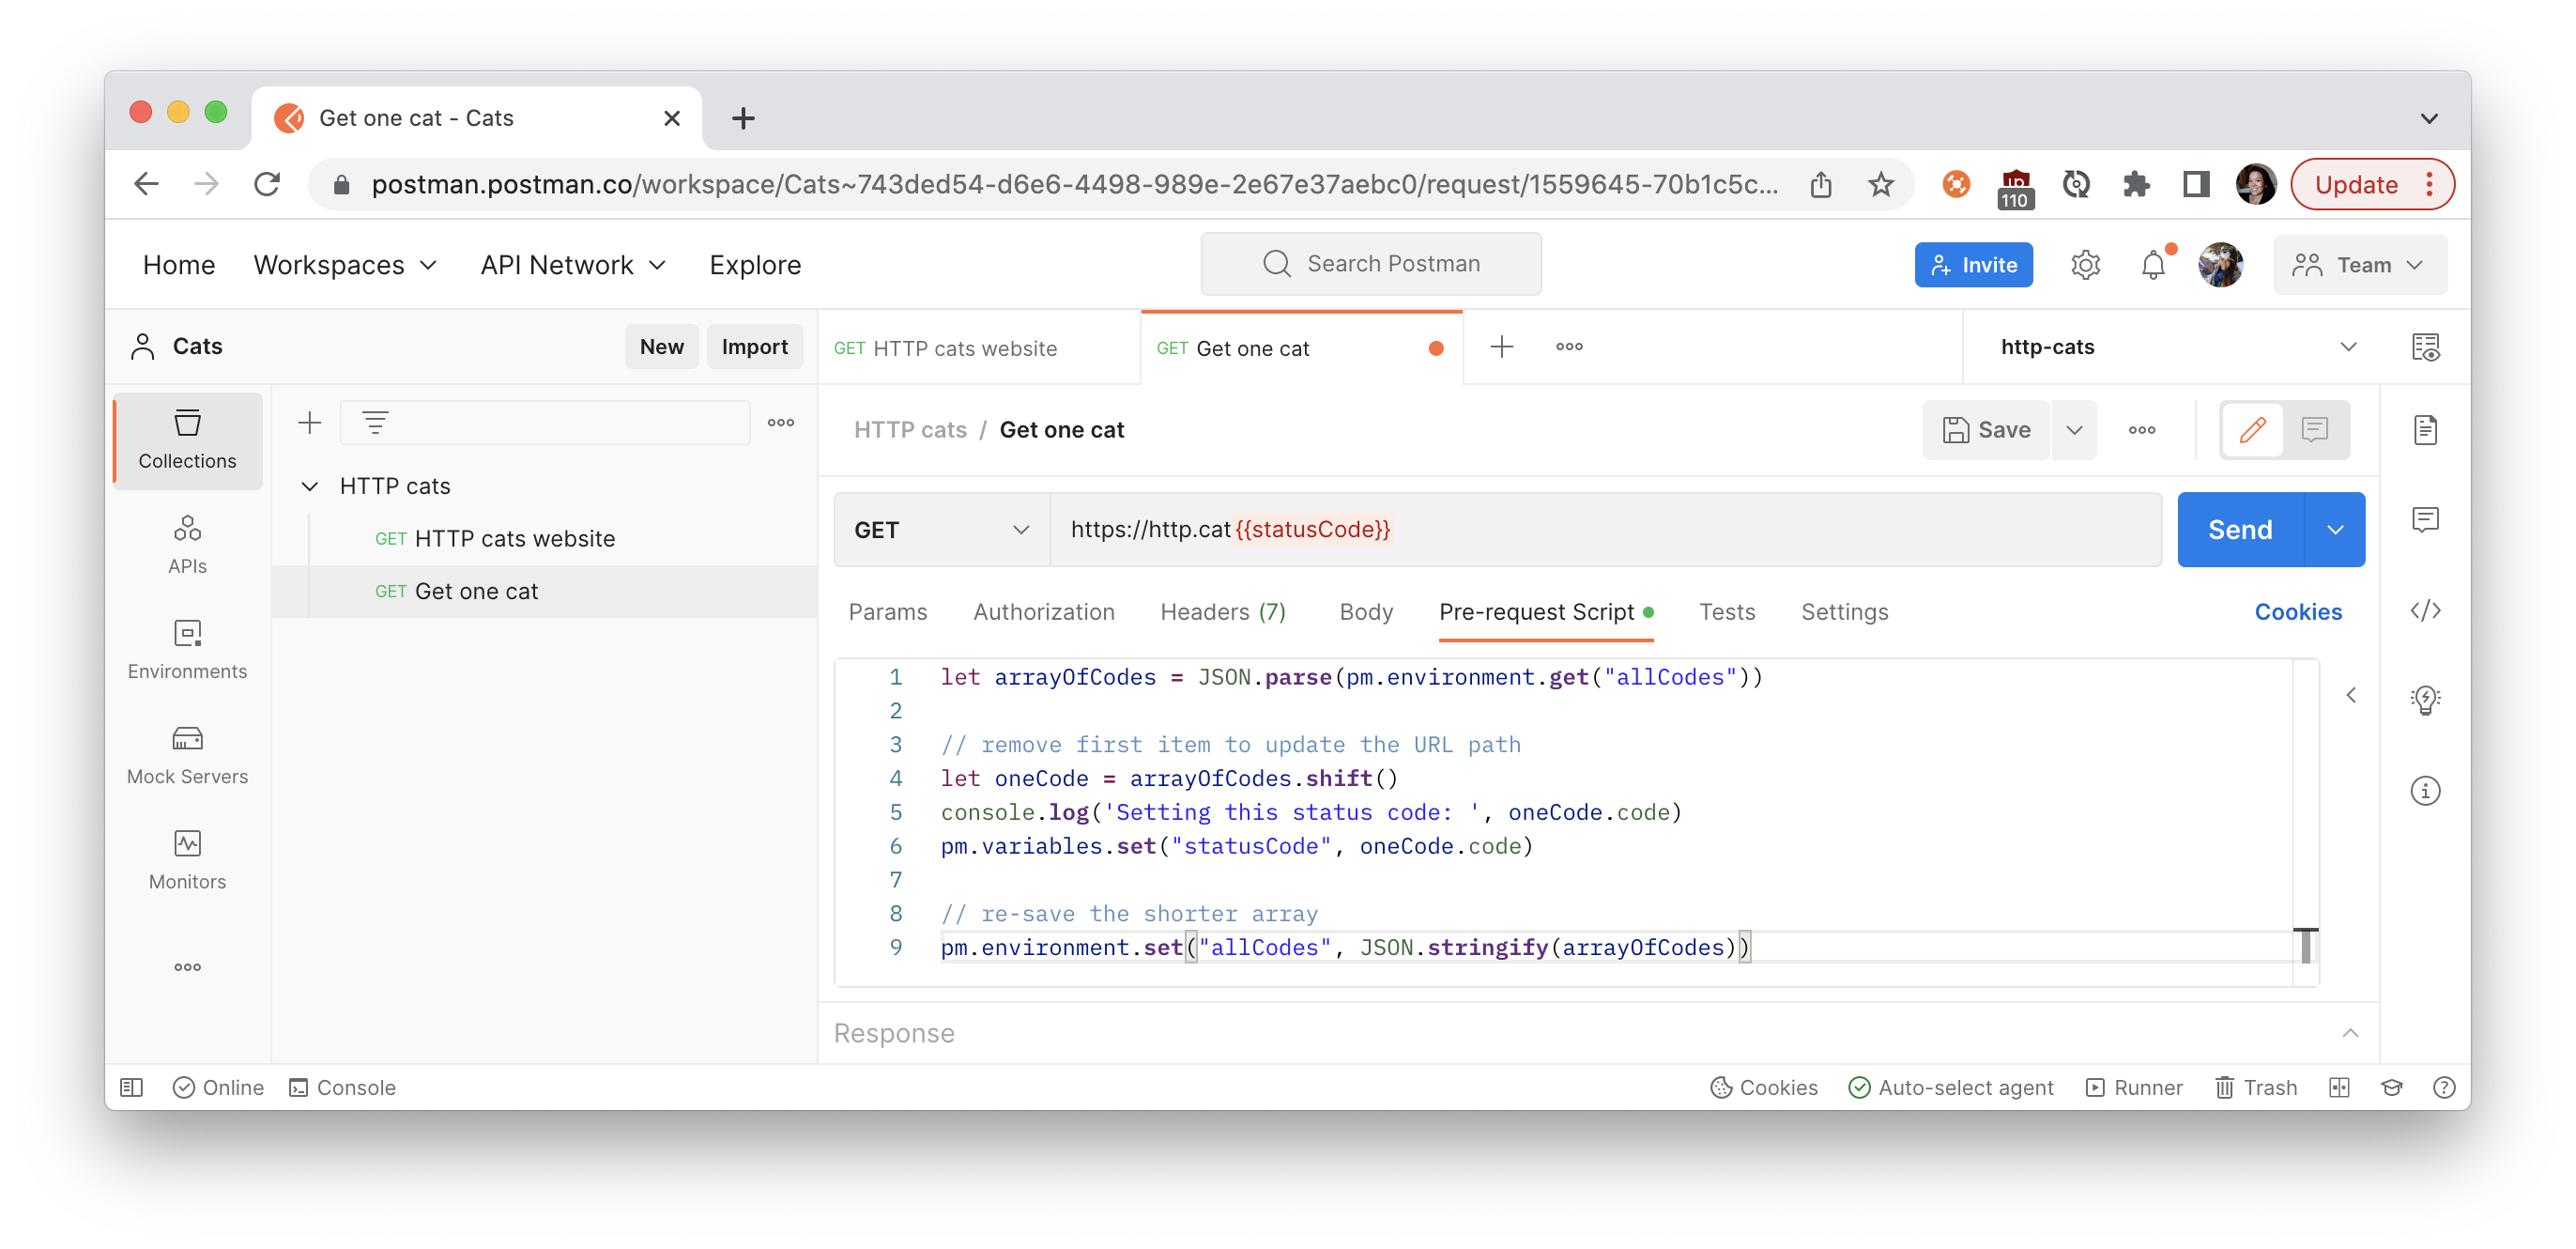 Get one cat - Cats
postman.postman.co/workspace/Cats~743ded54-d6e6-4498-989e-2e67e37aebc0/request/1559645-70b1c5c...
110
Update
Home Workspaces API Network Explore
Search Postman
Invite
Team
Cats
New Import
GET HTTP cats website
GET Get one cat
http-cats
Collections
APIs
Environments
Mock Servers
Monitors
HTTP cats
GET HTTP cats website
GET Get one cat
HTTP cats / Get one cat
Save
GET https://http.cat{{statusCode}}
Send
Params Authorization Headers (7) Body Pre-request Script Tests Settings Cookies
1 let arrayOfCodes = JSON.parse(pm.environment.get("allCodes"))
2
3 // remove first item to update the URL path
4 let oneCode = arrayOfCodes.shift()
5 console.log('Setting this status code: ', oneCode.code)
6 pm.variables.set("statusCode", oneCode.code)
7
8 // re-save the shorter array
9 pm.environment.set("allCodes", JSON.stringify(arrayOfCodes))
Response
Online Console Cookies Auto-select agent Runner Trash